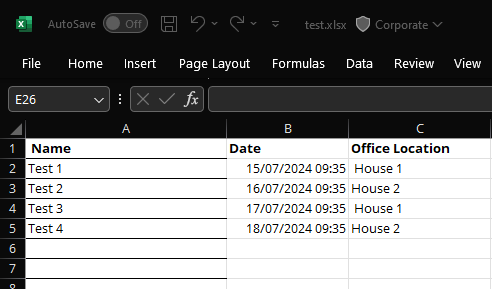 AutoSave Off test.xlsx Corporate
File Home Insert Page Layout Formulas Data Review View
E26 fx
A B C
1 Name Date Office Location
2 Test 1 15/07/2024 09:35 House 1
3 Test 2 16/07/2024 09:35 House 2
4 Test 3 17/07/2024 09:35 House 1
5 Test 4 18/07/2024 09:35 House 2
6
7
8